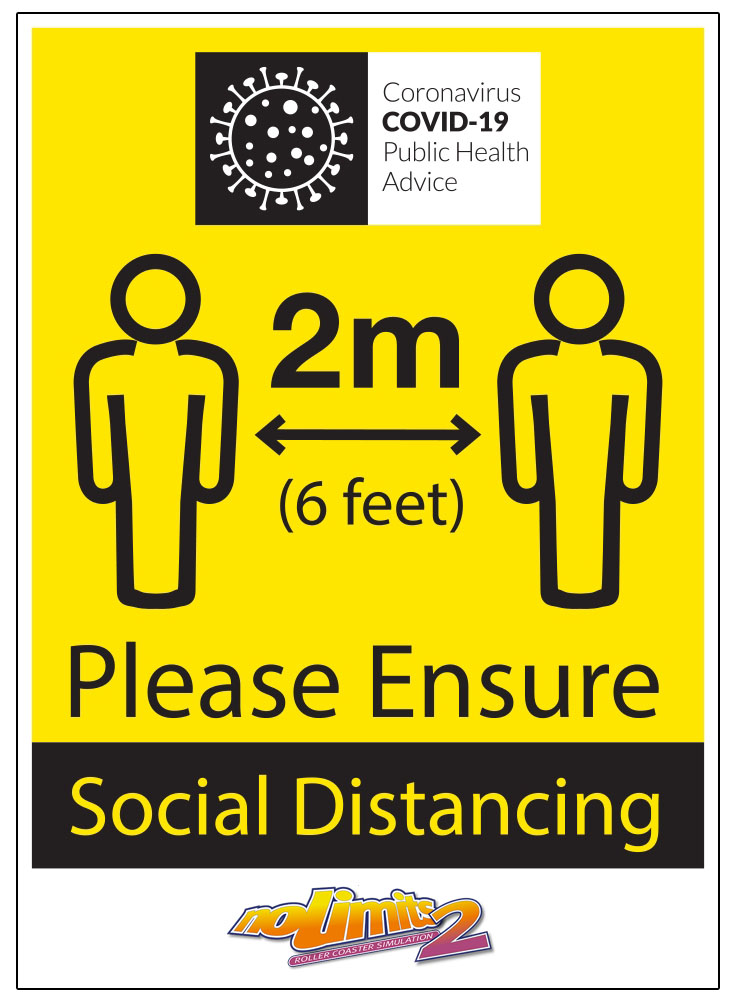 Coronavirus
COVID-19
Public Health
Advice
2m
(6 feet)
Please Ensure
Social Distancing
noLimits 2
ROLLER COASTER SIMULATION